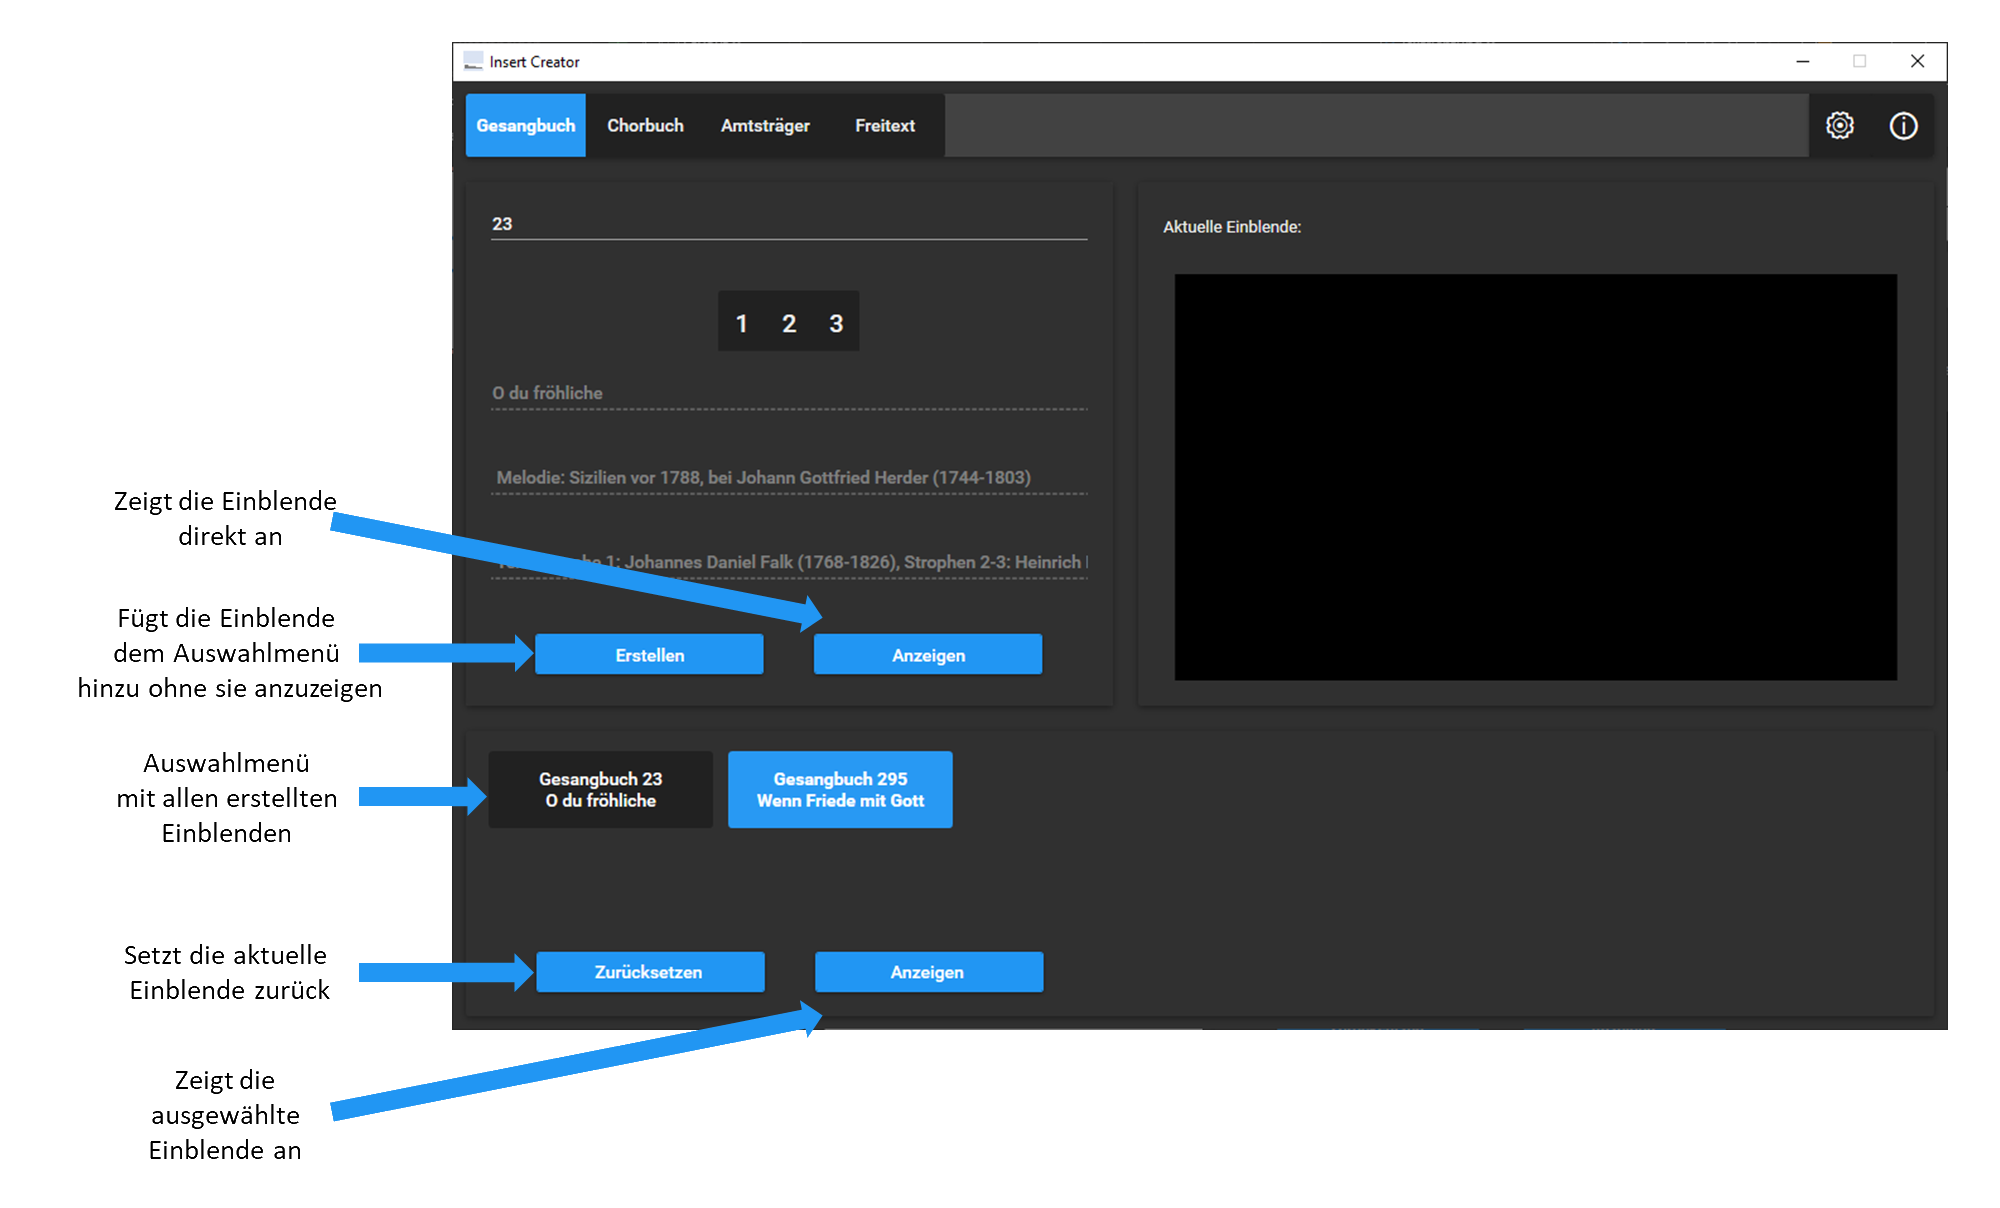 Insert Creator
Gesangbuch Chorbuch Amtsträger Freitext
23
Aktuelle Einblende:
1 2 3
O du fröhliche
Melodie: Sizilien vor 1788, bei Johann Gottfried Herder (1744-1803)
1: Johannes Daniel Falk (1768-1826), Strophen 2-3: Heinrich
Erstellen Anzeigen
Gesangbuch 23
O du fröhliche
Gesangbuch 295
Wenn Friede mit Gott
Zurücksetzen Anzeigen
Zeigt die Einblende
direkt an
Fügt die Einblende
dem Auswahlmenü
hinzu ohne sie anzuzeigen
Auswahlmenü
mit allen erstellten
Einblenden
Setzt die aktuelle
Einblende zurück
Zeigt die
ausgewählte
Einblende an